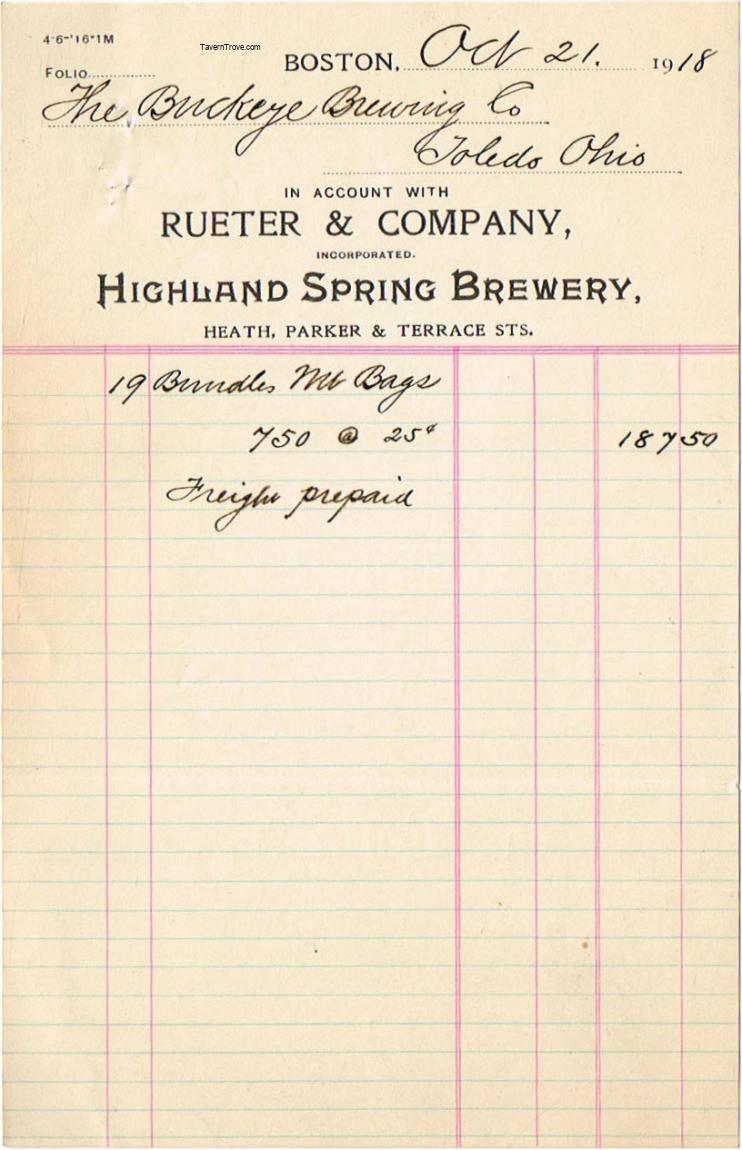 4-6-'16-1M
TavernTrove.com
BOSTON, Oct 21. 1918
FOLIO
The Buckeye Brewing Co
Toledo Ohio
IN ACCOUNT WITH
RUETER & COMPANY,
INCORPORATED.
HIGHLAND SPRING BREWERY,
HEATH, PARKER & TERRACE STS.
19 Bundles Mt Bags
750 @ 25¢ 187 50
Freight prepaid